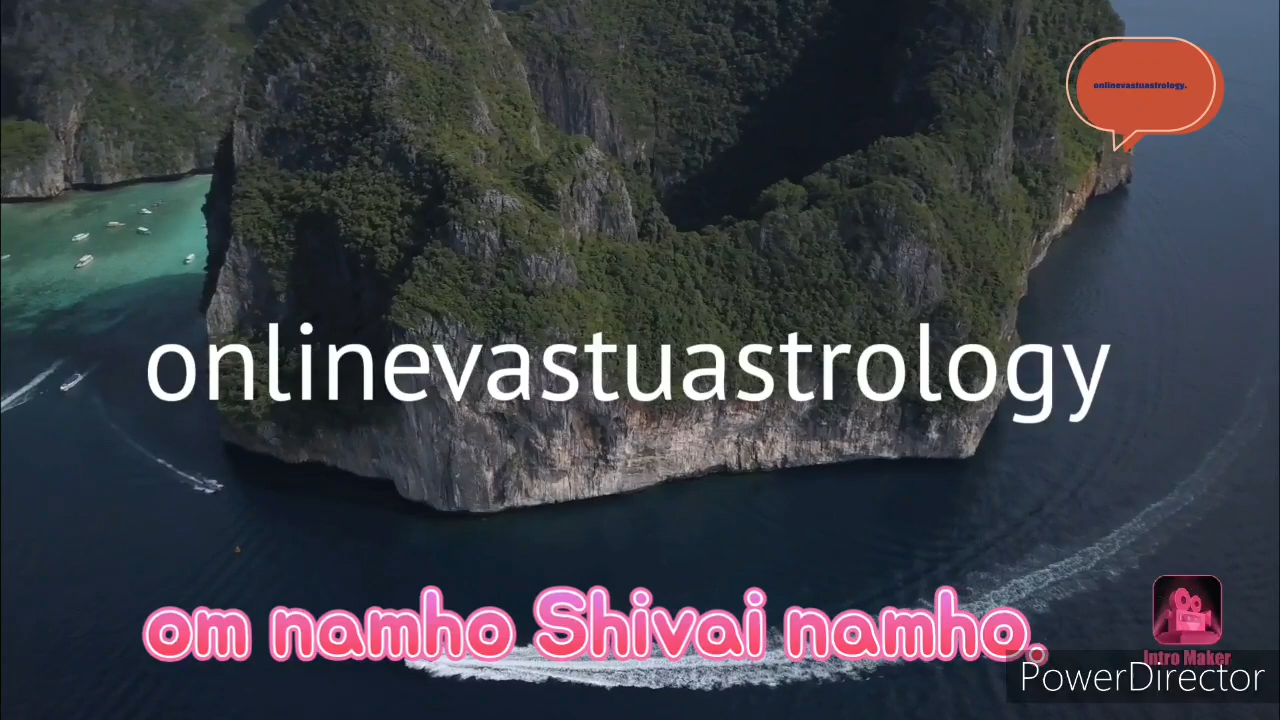 onlinevastuastrology.
onlinevastuastrology
om namho Shivai namho.
Intro Maker
PowerDirector